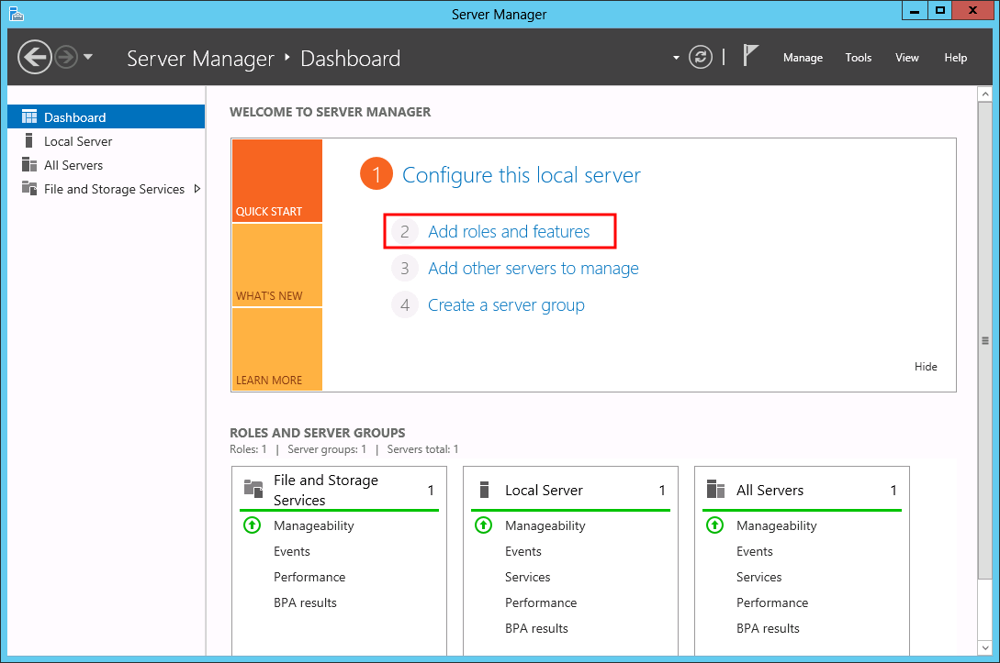 Server Manager
Server Manager ‣ Dashboard
Manage Tools View Help
Dashboard
Local Server
All Servers
File and Storage Services
WELCOME TO SERVER MANAGER
QUICK START
WHAT'S NEW
LEARN MORE
1 Configure this local server
2 Add roles and features
3 Add other servers to manage
4 Create a server group
Hide
ROLES AND SERVER GROUPS
Roles: 1 | Server groups: 1 | Servers total: 1
File and Storage
Services 1
Manageability
Events
Performance
BPA results
Local Server 1
Manageability
Events
Services
Performance
BPA results
All Servers 1
Manageability
Events
Services
Performance
BPA results